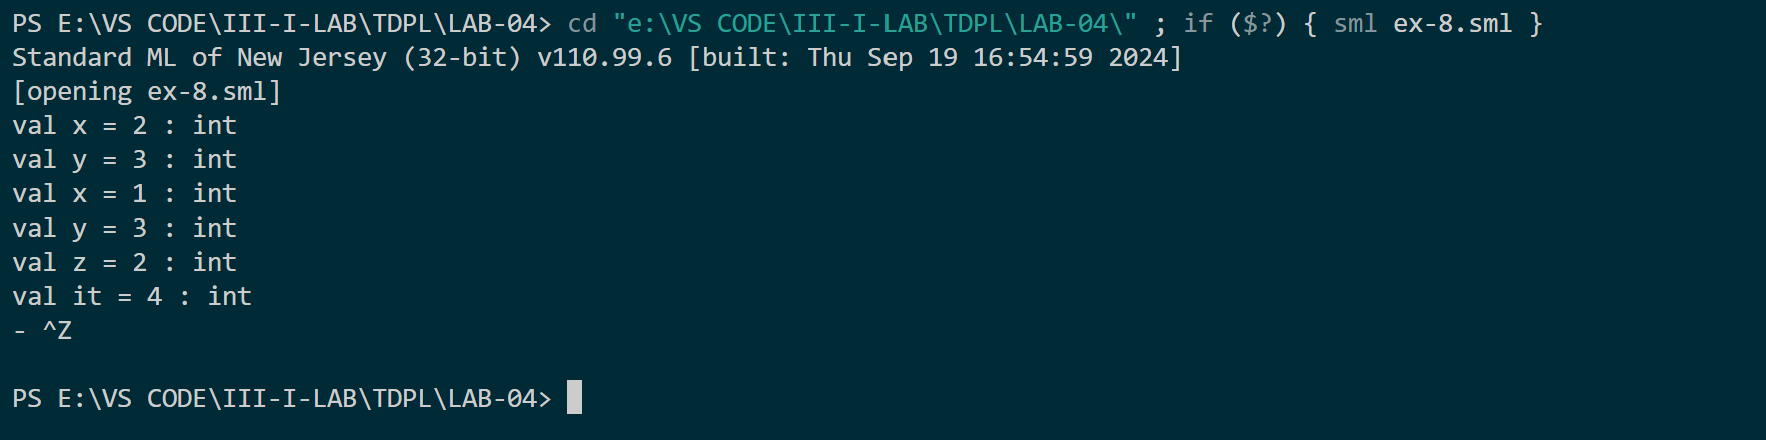 PS E:\VS CODE\III-I-LAB\TDPL\LAB-04> cd "e:\VS CODE\III-I-LAB\TDPL\LAB-04\" ; if ($?) { sml ex-8.sml }
Standard ML of New Jersey (32-bit) v110.99.6 [built: Thu Sep 19 16:54:59 2024]
[opening ex-8.sml]
val x = 2 : int
val y = 3 : int
val x = 1 : int
val y = 3 : int
val z = 2 : int
val it = 4 : int
- ^Z
PS E:\VS CODE\III-I-LAB\TDPL\LAB-04>